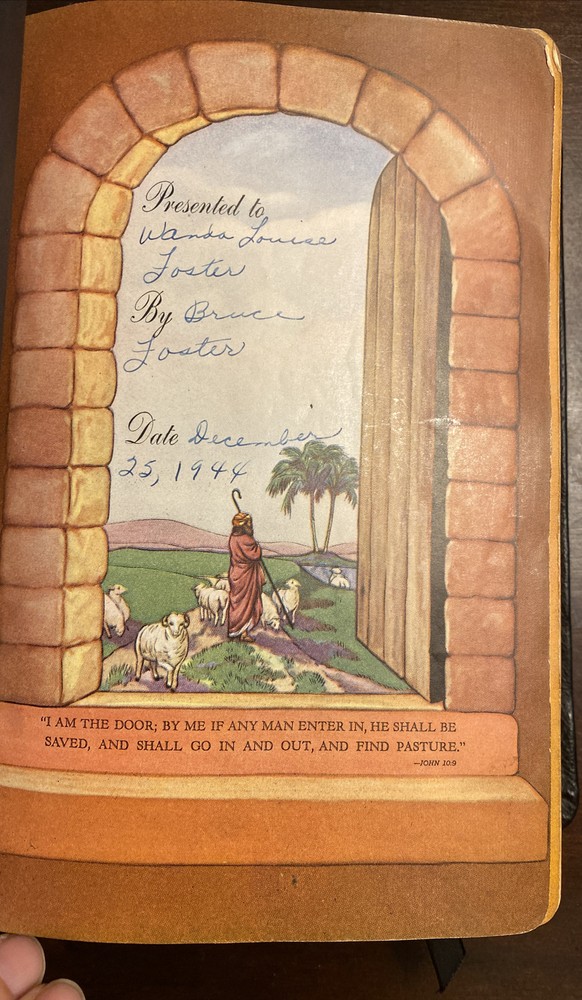 Presented to
Wanda Louise
Foster
By Bruce
Foster
Date December
25, 1944
"I AM THE DOOR; BY ME IF ANY MAN ENTER IN, HE SHALL BE
SAVED, AND SHALL GO IN AND OUT, AND FIND PASTURE."
—JOHN 10:9